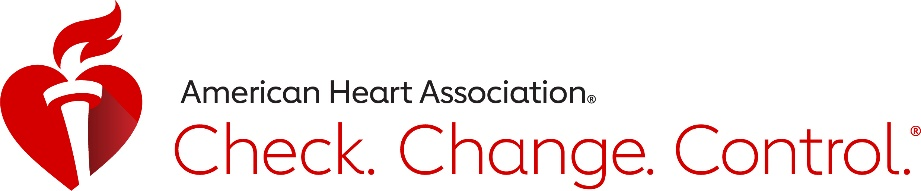 American Heart Association®
Check. Change. Control.®